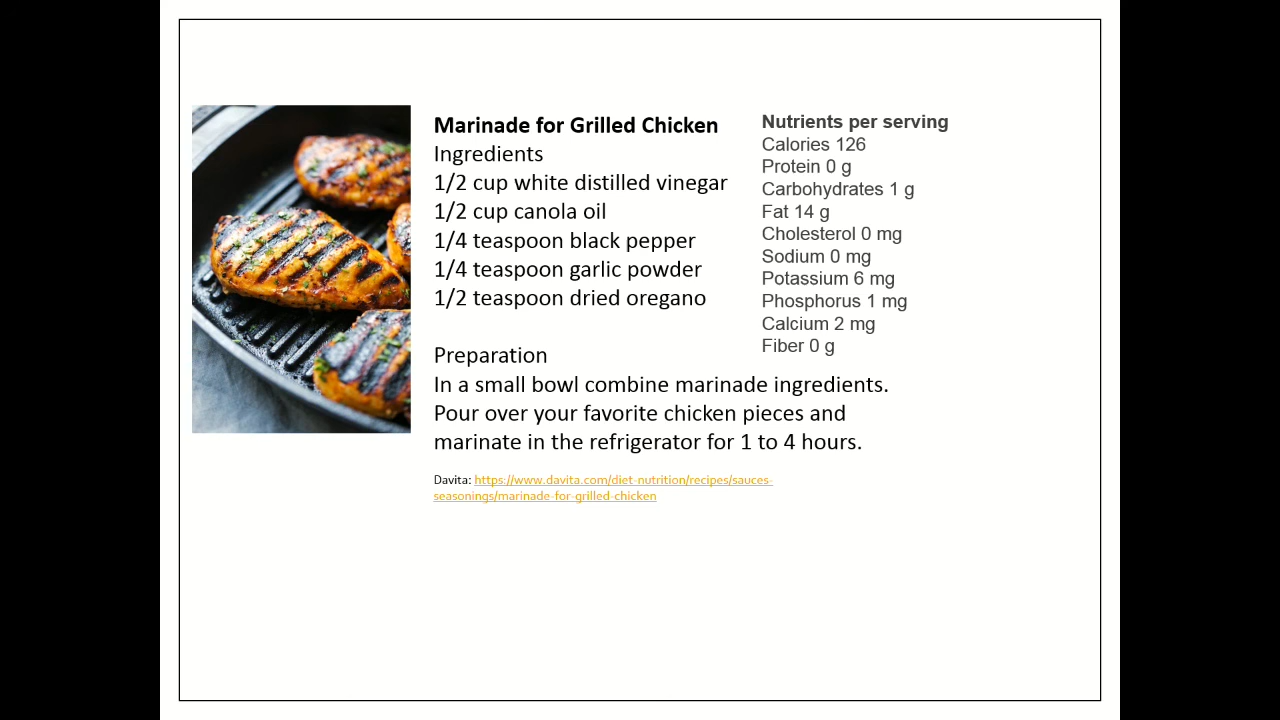 Marinade for Grilled Chicken
Ingredients
1/2 cup white distilled vinegar
1/2 cup canola oil
1/4 teaspoon black pepper
1/4 teaspoon garlic powder
1/2 teaspoon dried oregano
Preparation
In a small bowl combine marinade ingredients.
Pour over your favorite chicken pieces and
marinate in the refrigerator for 1 to 4 hours.
Davita: https://www.davita.com/diet-nutrition/recipes/sauces-
seasonings/marinade-for-grilled-chicken
Nutrients per serving
Calories 126
Protein 0 g
Carbohydrates 1 g
Fat 14 g
Cholesterol 0 mg
Sodium 0 mg
Potassium 6 mg
Phosphorus 1 mg
Calcium 2 mg
Fiber 0 g